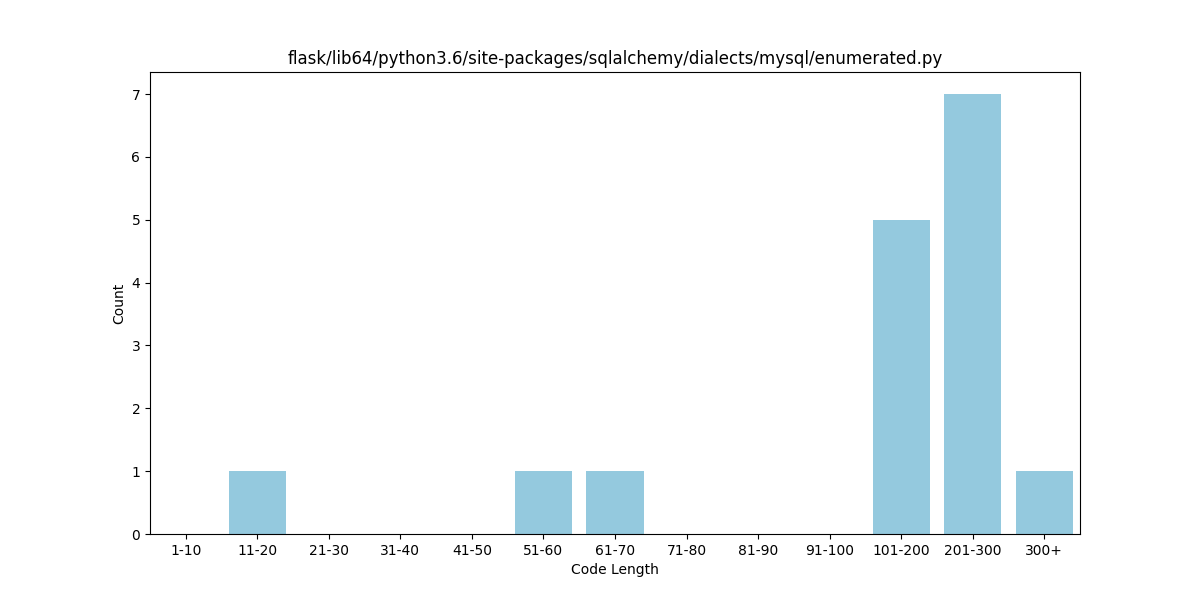 flask/lib64/python3.6/site-packages/sqlalchemy/dialects/mysql/enumerated.py
7
6
5
4
3
2
1
0
Count
1-10 11-20 21-30 31-40 41-50 51-60 61-70 71-80 81-90 91-100 101-200 201-300 300+
Code Length